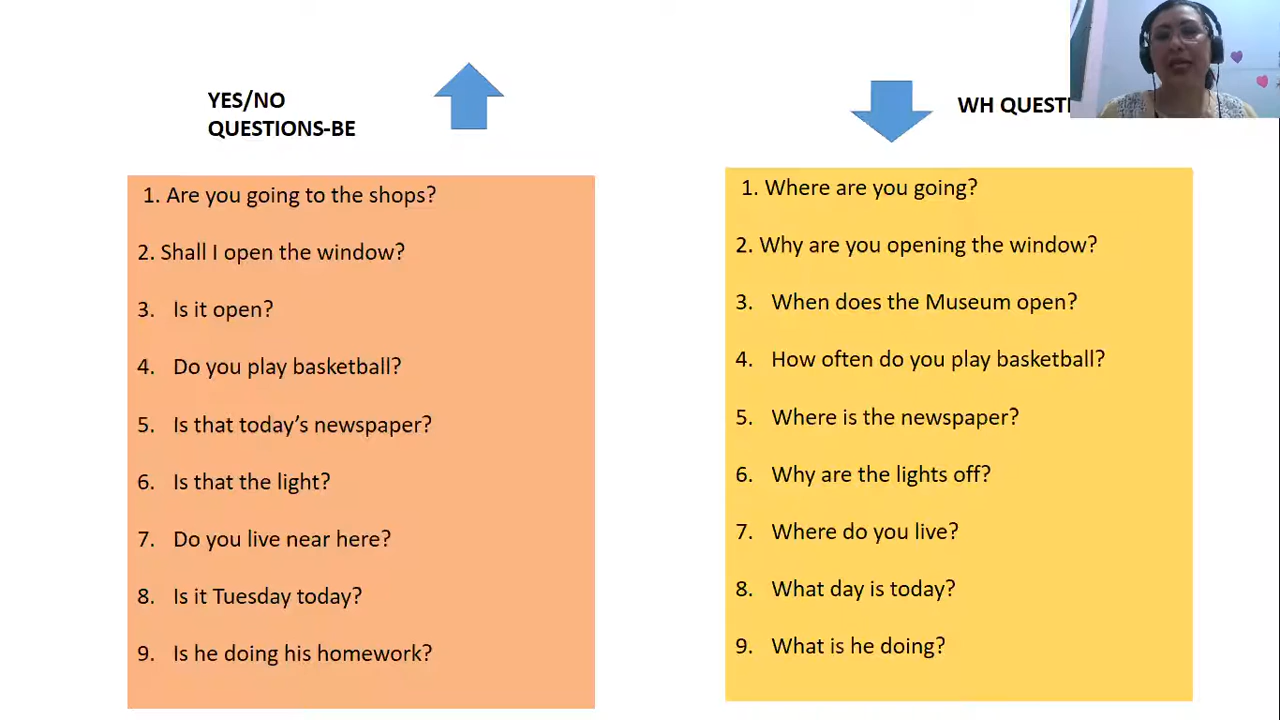 YES/NO
QUESTIONS-BE
1. Are you going to the shops?
2. Shall I open the window?
3. Is it open?
4. Do you play basketball?
5. Is that today's newspaper?
6. Is that the light?
7. Do you live near here?
8. Is it Tuesday today?
9. Is he doing his homework?
WH
1. Where are you going?
2. Why are you opening the window?
3. When does the Museum open?
4. How often do you play basketball?
5. Where is the newspaper?
6. Why are the lights off?
7. Where do you live?
8. What day is today?
9. What is he doing?